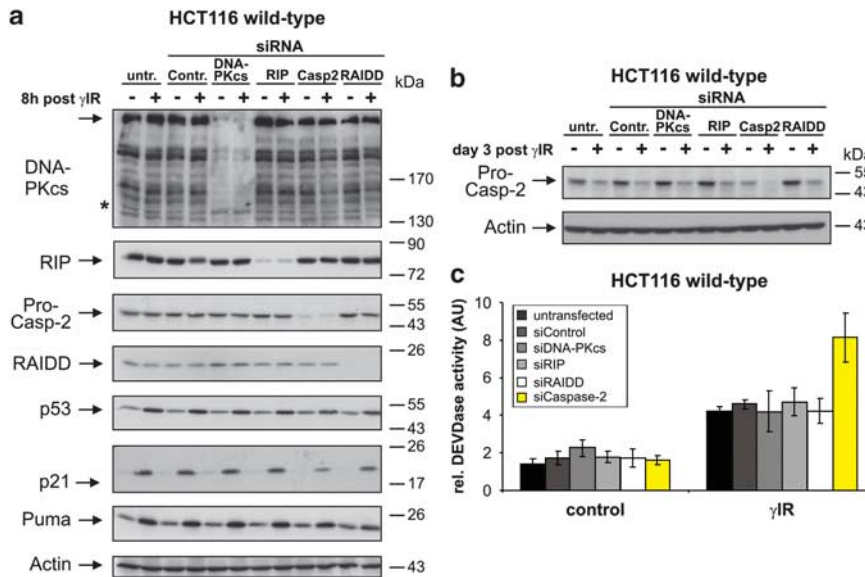 a
HCT116 wild-type
siRNA
untr. Contr. DNA-PKcs RIP Casp2 RAIDD
kDa
8h post γIR - + - + - + - + - + - +
DNA-PKcs
*
170
130
RIP
90
72
Pro-Casp-2
55
43
RAIDD
26
p53
55
43
p21
26
17
Puma
26
Actin
43
b
HCT116 wild-type
siRNA
untr. Contr. DNA-PKcs RIP Casp2 RAIDD
day 3 post γIR - + - + - + - + - + - +
kDa
Pro-Casp-2
55
43
Actin
43
c
HCT116 wild-type
rel. DEVDase activity (AU)
10
8
6
4
2
0
untransfected
siControl
siDNA-PKcs
siRIP
siRAIDD
siCaspase-2
control
γIR